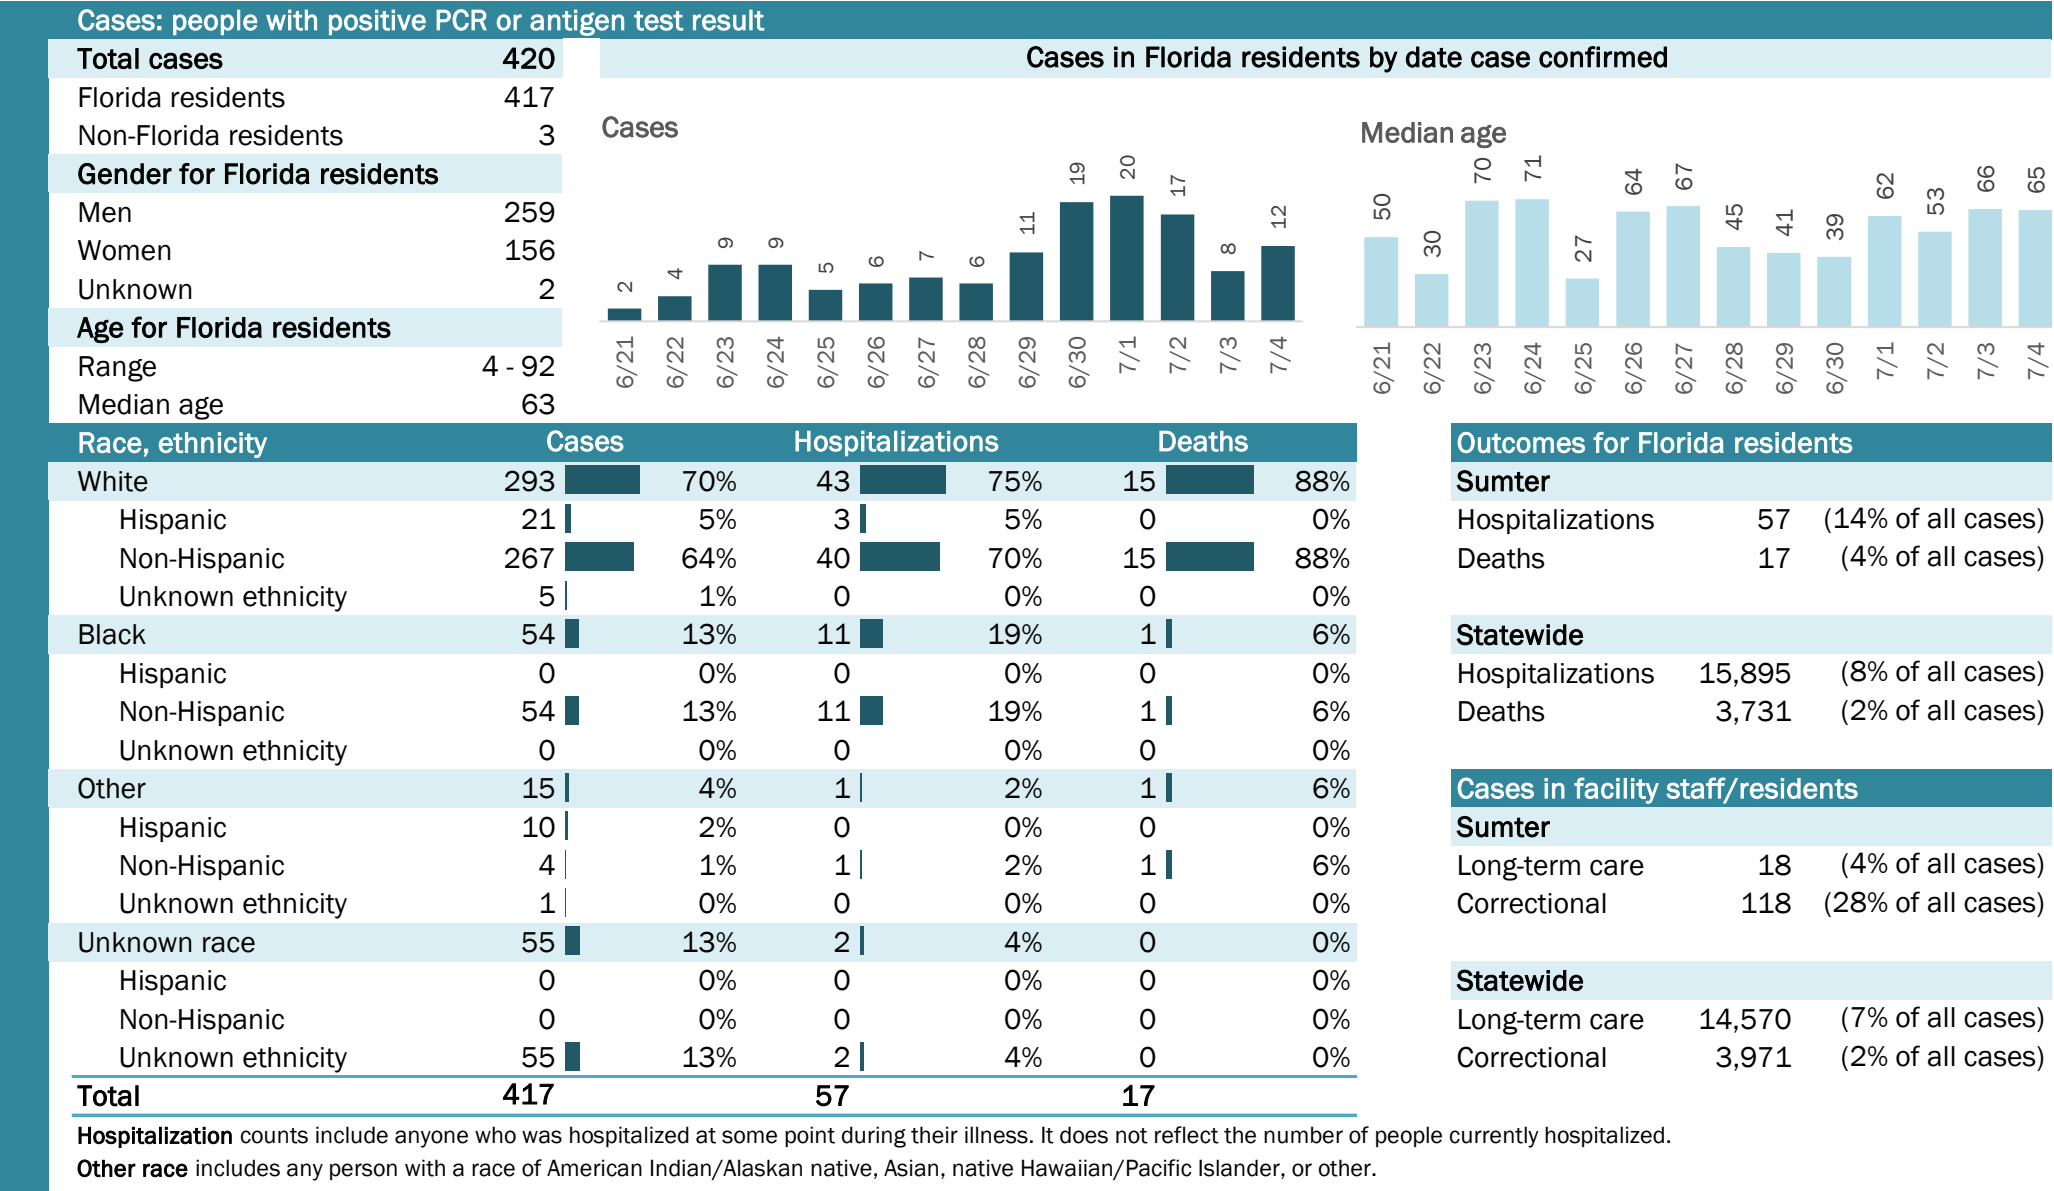 Cases: people with positive PCR or antigen test result
Total cases 420
Florida residents 417
Non-Florida residents 3
Gender for Florida residents
Men 259
Women 156
Unknown 2
Age for Florida residents
Range 4 - 92
Median age 63
Cases in Florida residents by date case confirmed
Cases
2 4 9 9 5 6 7 6 11 19 20 17 8 12
6/21 6/22 6/23 6/24 6/25 6/26 6/27 6/28 6/29 6/30 7/1 7/2 7/3 7/4
Median age
50 30 70 71 27 64 67 45 41 39 62 53 66 65
6/21 6/22 6/23 6/24 6/25 6/26 6/27 6/28 6/29 6/30 7/1 7/2 7/3 7/4
Race, ethnicity Cases Hospitalizations Deaths
White 293 70% 43 75% 15 88%
Hispanic 21 5% 3 5% 0 0%
Non-Hispanic 267 64% 40 70% 15 88%
Unknown ethnicity 5 1% 0 0% 0 0%
Black 54 13% 11 19% 1 6%
Hispanic 0 0% 0 0% 0 0%
Non-Hispanic 54 13% 11 19% 1 6%
Unknown ethnicity 0 0% 0 0% 0 0%
Other 15 4% 1 2% 1 6%
Hispanic 10 2% 0 0% 0 0%
Non-Hispanic 4 1% 1 2% 1 6%
Unknown ethnicity 1 0% 0 0% 0 0%
Unknown race 55 13% 2 4% 0 0%
Hispanic 0 0% 0 0% 0 0%
Non-Hispanic 0 0% 0 0% 0 0%
Unknown ethnicity 55 13% 2 4% 0 0%
Total 417 57 17
Outcomes for Florida residents
Sumter
Hospitalizations 57 (14% of all cases)
Deaths 17 (4% of all cases)
Statewide
Hospitalizations 15,895 (8% of all cases)
Deaths 3,731 (2% of all cases)
Cases in facility staff/residents
Sumter
Long-term care 18 (4% of all cases)
Correctional 118 (28% of all cases)
Statewide
Long-term care 14,570 (7% of all cases)
Correctional 3,971 (2% of all cases)
Hospitalization counts include anyone who was hospitalized at some point during their illness. It does not reflect the number of people currently hospitalized.
Other race includes any person with a race of American Indian/Alaskan native, Asian, native Hawaiian/Pacific Islander, or other.